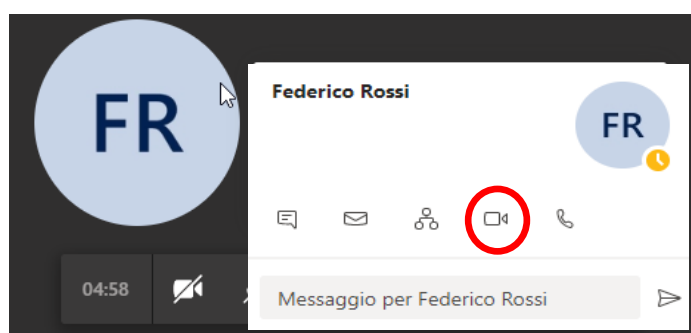 FR
Federico Rossi
FR
04:58
Messaggio per Federico Rossi